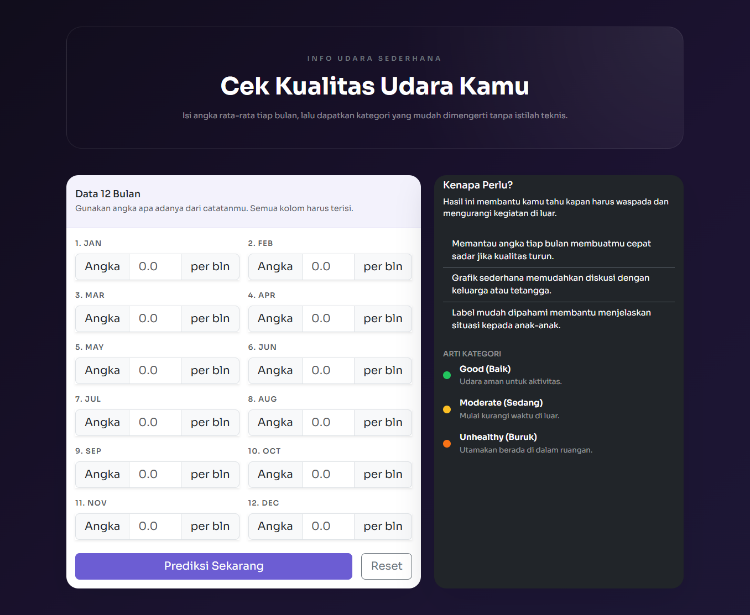 INFO UDARA SEDERHANA
Cek Kualitas Udara Kamu
Isi angka rata-rata tiap bulan, lalu dapatkan kategori yang mudah dimengerti tanpa istilah teknis.
Data 12 Bulan
Gunakan angka apa adanya dari catatanmu. Semua kolom harus terisi.
1. JAN
Angka 0.0 per bln
2. FEB
Angka 0.0 per bln
3. MAR
Angka 0.0 per bln
4. APR
Angka 0.0 per bln
5. MAY
Angka 0.0 per bln
6. JUN
Angka 0.0 per bln
7. JUL
Angka 0.0 per bln
8. AUG
Angka 0.0 per bln
9. SEP
Angka 0.0 per bln
10. OCT
Angka 0.0 per bln
11. NOV
Angka 0.0 per bln
12. DEC
Angka 0.0 per bln
Prediksi Sekarang
Reset
Kenapa Perlu?
Hasil ini membantu kamu tahu kapan harus waspada dan
mengurangi kegiatan di luar.
Memantau angka tiap bulan membuatmu cepat
sadar jika kualitas turun.
Grafik sederhana memudahkan diskusi dengan
keluarga atau tetangga.
Label mudah dipahami membantu menjelaskan
situasi kepada anak-anak.
ARTI KATEGORI
Good (Baik)
Udara aman untuk aktivitas.
Moderate (Sedang)
Mulai kurangi waktu di luar.
Unhealthy (Buruk)
Utamakan berada di dalam ruangan.